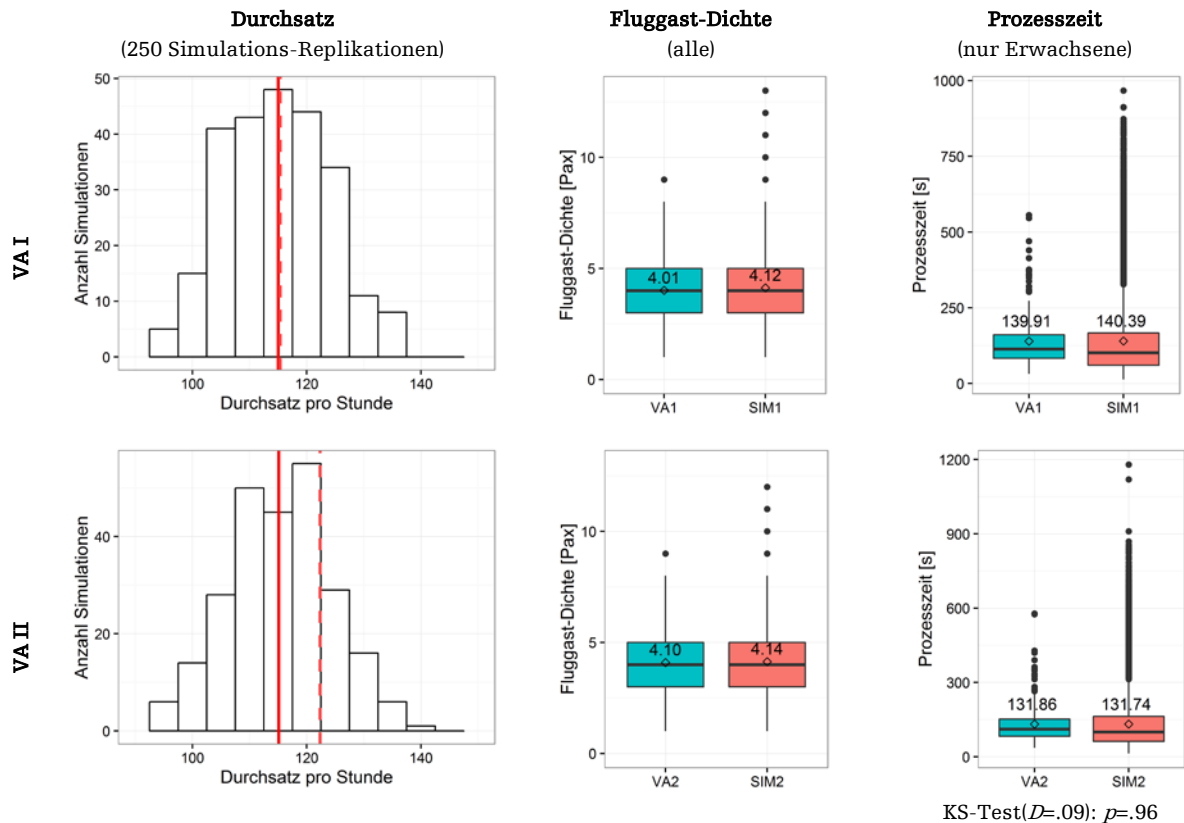 Durchsatz
(250 Simulations-Replikationen)
Fluggast-Dichte
(alle)
Prozesszeit
(nur Erwachsene)
VA I
Anzahl Simulationen
50
40
30
20
10
0
100
120
140
Durchsatz pro Stunde
Fluggast-Dichte [Pax]
10
5
0
4.01
4.12
VA1
SIM1
Prozesszeit [s]
1000
750
500
250
0
139.91
140.39
VA1
SIM1
VA II
Anzahl Simulationen
40
20
0
100
120
140
Durchsatz pro Stunde
Fluggast-Dichte [Pax]
10
5
0
4.10
4.14
VA2
SIM2
Prozesszeit [s]
1200
900
600
300
0
131.86
131.74
VA2
SIM2
KS-Test(D=.09): p=.96